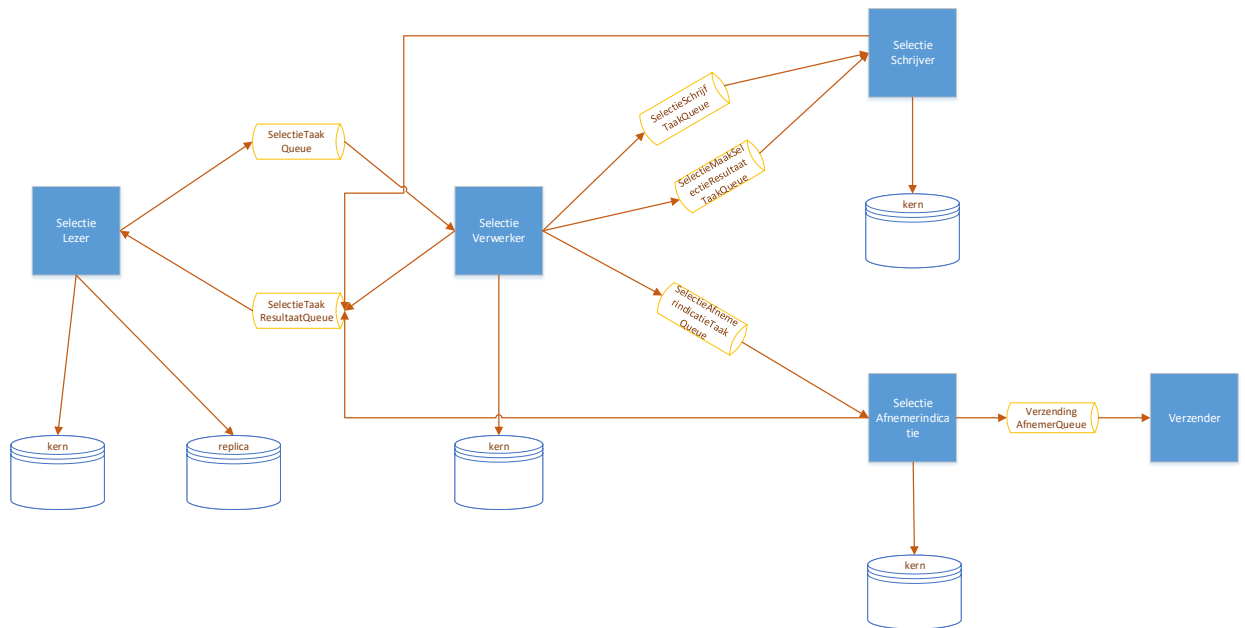 Selectie
Schrijver
SelectieSchrijf
TaakQueue
SelectieTaak
Queue
SelectieMaakSel
ectieResultaat
TaakQueue
kern
Selectie
Lezer
Selectie
Verwerker
SelectieTaak
ResultaatQueue
SelectieAfneme
rindicatieTaak
Queue
Selectie
Afnemerindica
tie
Verzending
AfnemerQueue
Verzender
kern
replica
kern
kern